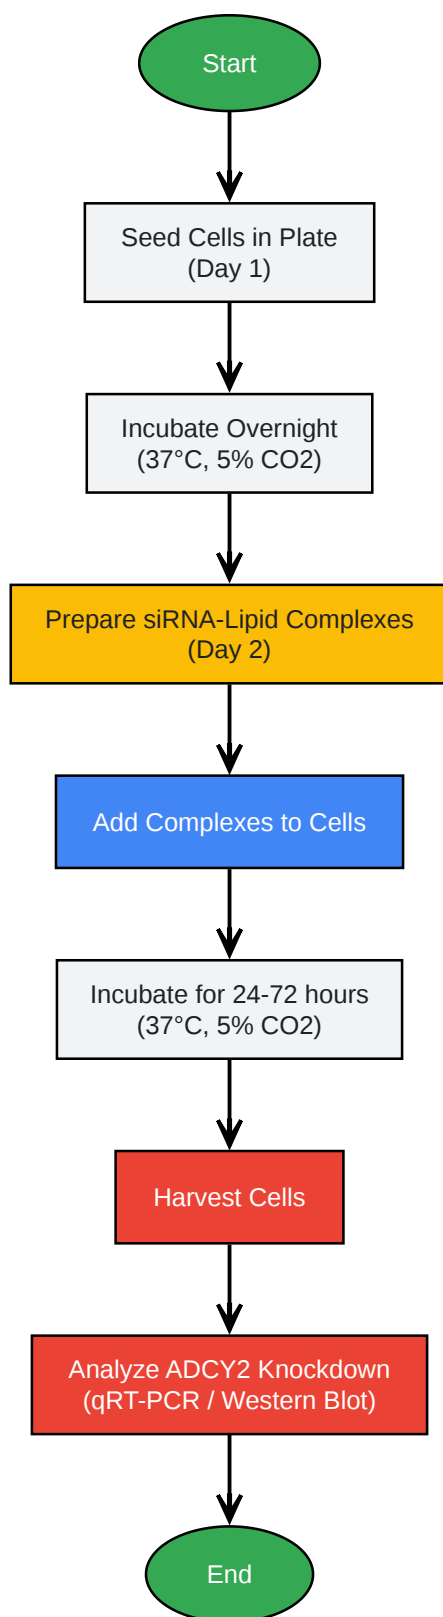 Start
Seed Cells in Plate
(Day 1)
Incubate Overnight
(37°C, 5% CO2)
Prepare siRNA-Lipid Complexes
(Day 2)
Add Complexes to Cells
Incubate for 24-72 hours
(37°C, 5% CO2)
Harvest Cells
Analyze ADCY2 Knockdown
(qRT-PCR / Western Blot)
End